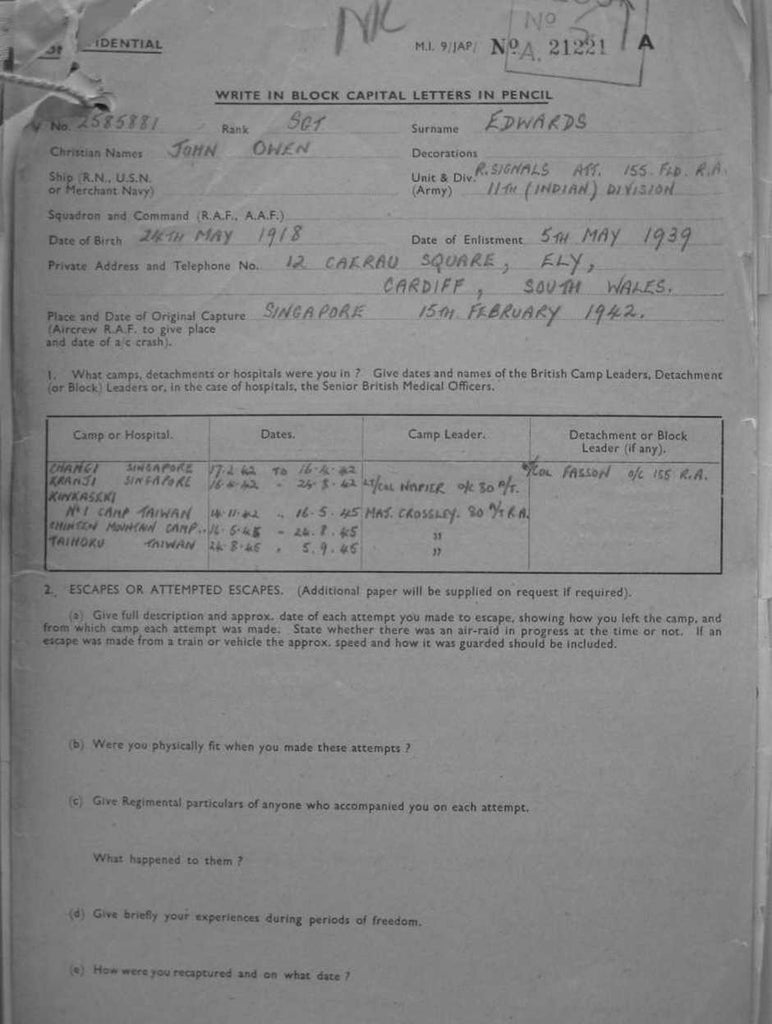 NK
No
IDENTIAL M.I. 9/JAP/ No. A. 21221 A
WRITE IN BLOCK CAPITAL LETTERS IN PENCIL
No. 2585881 Rank SGT Surname EDWARDS
Christian Names JOHN OWEN Decorations
Ship (R.N., U.S.N. or Merchant Navy) Unit & Div. R. SIGNALS ATT. 155. FLD. R.A.
(Army) 11TH (INDIAN) DIVISION
Squadron and Command (R.A.F., A.A.F.)
Date of Birth 24TH MAY 1918 Date of Enlistment 5TH MAY 1939
Private Address and Telephone No. 12 CAERAU SQUARE, ELY,
CARDIFF, SOUTH WALES.
Place and Date of Original Capture SINGAPORE 15TH FEBRUARY 1942.
(Aircrew R.A.F. to give place
and date of a/c crash).
1. What camps, detachments or hospitals were you in ? Give dates and names of the British Camp Leaders, Detachment
(or Block) Leaders or, in the case of hospitals, the Senior British Medical Officers.
Camp or Hospital. Dates. Camp Leader. Detachment or Block
Leader (if any).
CHANGI SINGAPORE 17.2.42 TO 16.4.42 LT/COL FASSON o/c 155 R.A.
KRANJI SINGAPORE 16.4.42 - 24.8.42 LT/COL NAPIER o/c 80 A/T.
KINKASEKI
No 1 CAMP TAIWAN 14.11.42 " 16.5.45 MAJ. CROSSLEY. 80 A/T R.A.
SHINTEN MOUNTAIN CAMP.. 16.5.45 - 24.8.45 "
TAIHOKU TAIWAN 24.8.45 " 5.9.45 "
2. ESCAPES OR ATTEMPTED ESCAPES. (Additional paper will be supplied on request if required).
(a) Give full description and approx. date of each attempt you made to escape, showing how you left the camp, and
from which camp each attempt was made. State whether there was an air-raid in progress at the time or not. If an
escape was made from a train or vehicle the approx. speed and how it was guarded should be included.
(b) Were you physically fit when you made these attempts ?
(c) Give Regimental particulars of anyone who accompanied you on each attempt.
What happened to them ?
(d) Give briefly your experiences during periods of freedom.
(e) How were you recaptured and on what date ?